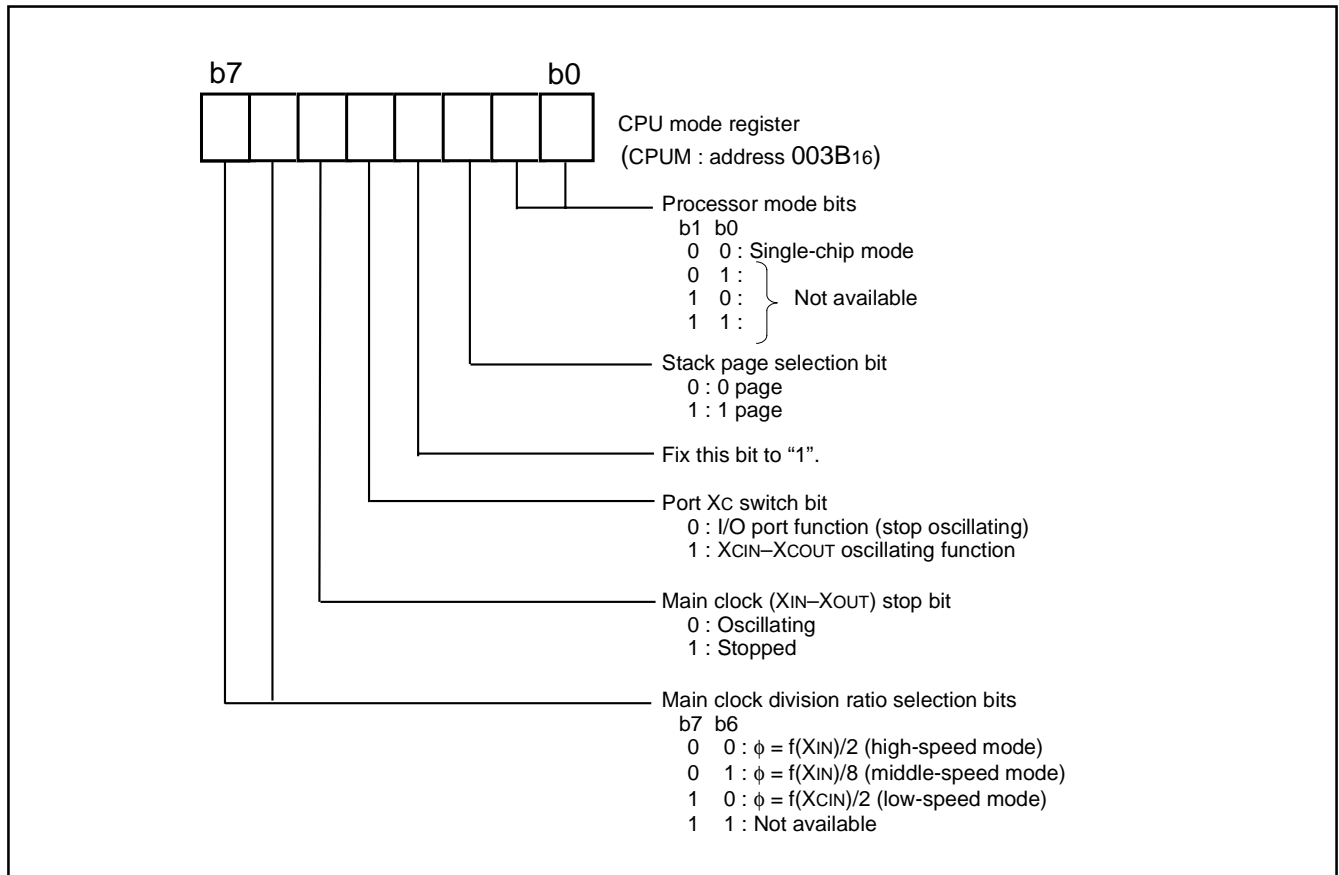 b7 b0
CPU mode register
(CPUM : address 003B16)
Processor mode bits
b1 b0
0 0 : Single-chip mode
0 1 :
1 0 : Not available
1 1 :
Stack page selection bit
0 : 0 page
1 : 1 page
Fix this bit to “1”.
Port XC switch bit
0 : I/O port function (stop oscillating)
1 : XCIN–XCOUT oscillating function
Main clock (XIN–XOUT) stop bit
0 : Oscillating
1 : Stopped
Main clock division ratio selection bits
b7 b6
0 0 : ϕ = f(XIN)/2 (high-speed mode)
0 1 : ϕ = f(XIN)/8 (middle-speed mode)
1 0 : ϕ = f(XCIN)/2 (low-speed mode)
1 1 : Not available